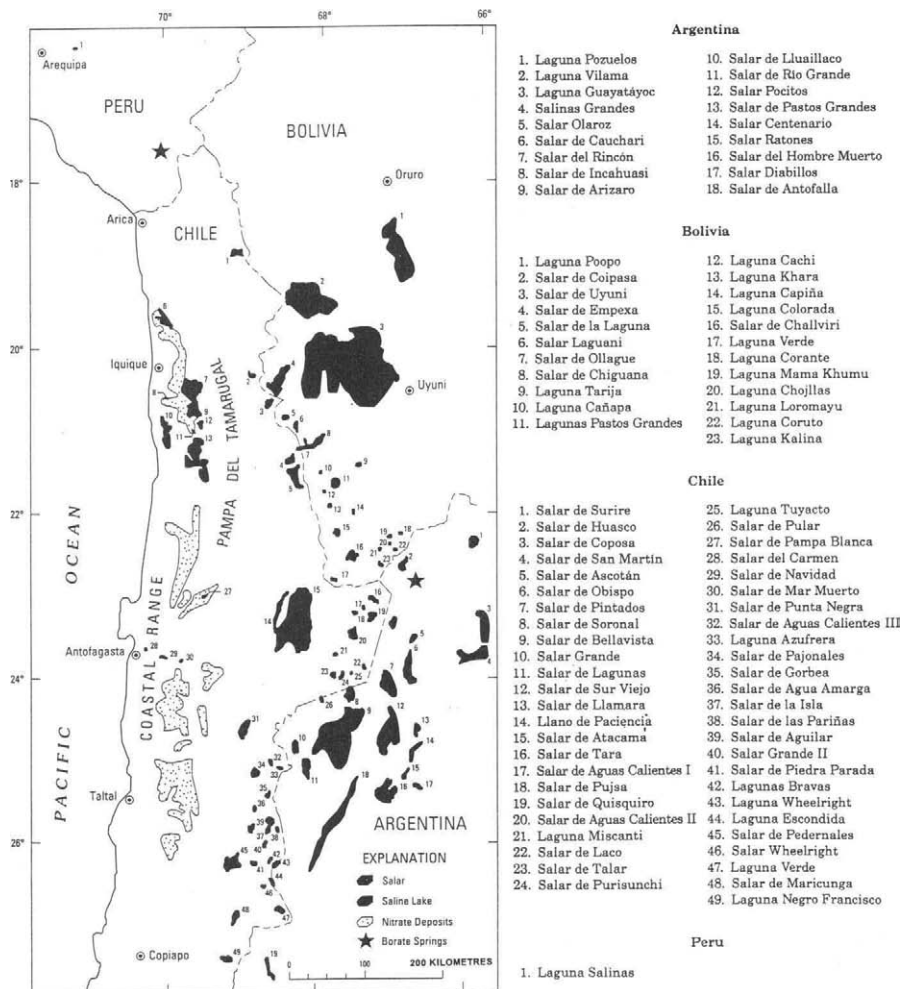 70°
68°
66°
Arequipa
PERU
BOLIVIA
Oruro
18°
Arica
CHILE
20°
Iquique
Uyuni
PAMPA DEL TAMARUGAL
22°
OCEAN
COASTAL RANGE
Antofagasta
24°
PACIFIC
Taltal
ARGENTINA
26°
EXPLANATION
Salar
Saline Lake
Nitrate Deposits
Borate Springs
Copiapo
200 KILOMETRES
0 100
Argentina
1. Laguna Pozuelos
2. Laguna Vilama
3. Laguna Guayatáyoc
4. Salinas Grandes
5. Salar Olaroz
6. Salar de Cauchari
7. Salar del Rincón
8. Salar de Incahuasi
9. Salar de Arizaro
10. Salar de Lluaillaco
11. Salar de Río Grande
12. Salar Pocitos
13. Salar de Pastos Grandes
14. Salar Centenario
15. Salar Ratones
16. Salar del Hombre Muerto
17. Salar Diabillos
18. Salar de Antofalla
Bolivia
1. Laguna Poopo
2. Salar de Coipasa
3. Salar de Uyuni
4. Salar de Empexa
5. Salar de la Laguna
6. Salar Laguani
7. Salar de Ollague
8. Salar de Chiguana
9. Laguna Tarija
10. Laguna Cañapa
11. Lagunas Pastos Grandes
12. Laguna Cachi
13. Laguna Khara
14. Laguna Capiña
15. Laguna Colorada
16. Salar de Challviri
17. Laguna Verde
18. Laguna Corante
19. Laguna Mama Khumu
20. Laguna Chojllas
21. Laguna Loromayu
22. Laguna Coruto
23. Laguna Kalina
Chile
1. Salar de Surire
2. Salar de Huasco
3. Salar de Coposa
4. Salar de San Martín
5. Salar de Ascotán
6. Salar de Obispo
7. Salar de Pintados
8. Salar de Soronal
9. Salar de Bellavista
10. Salar Grande
11. Salar de Lagunas
12. Salar de Sur Viejo
13. Salar de Llamara
14. Llano de Paciencia
15. Salar de Atacama
16. Salar de Tara
17. Salar de Aguas Calientes I
18. Salar de Pujsa
19. Salar de Quisquiro
20. Salar de Aguas Calientes II
21. Laguna Miscanti
22. Salar de Laco
23. Salar de Talar
24. Salar de Purisunchi
25. Laguna Tuyacto
26. Salar de Pular
27. Salar de Pampa Blanca
28. Salar del Carmen
29. Salar de Navidad
30. Salar de Mar Muerto
31. Salar de Punta Negra
32. Salar de Aguas Calientes III
33. Laguna Azufrera
34. Salar de Pajonales
35. Salar de Gorbea
36. Salar de Agua Amarga
37. Salar de la Isla
38. Salar de las Pariñas
39. Salar de Aguilar
40. Salar Grande II
41. Salar de Piedra Parada
42. Lagunas Bravas
43. Laguna Wheelright
44. Laguna Escondida
45. Salar de Pedernales
46. Salar Wheelright
47. Laguna Verde
48. Salar de Maricunga
49. Laguna Negro Francisco
Peru
1. Laguna Salinas